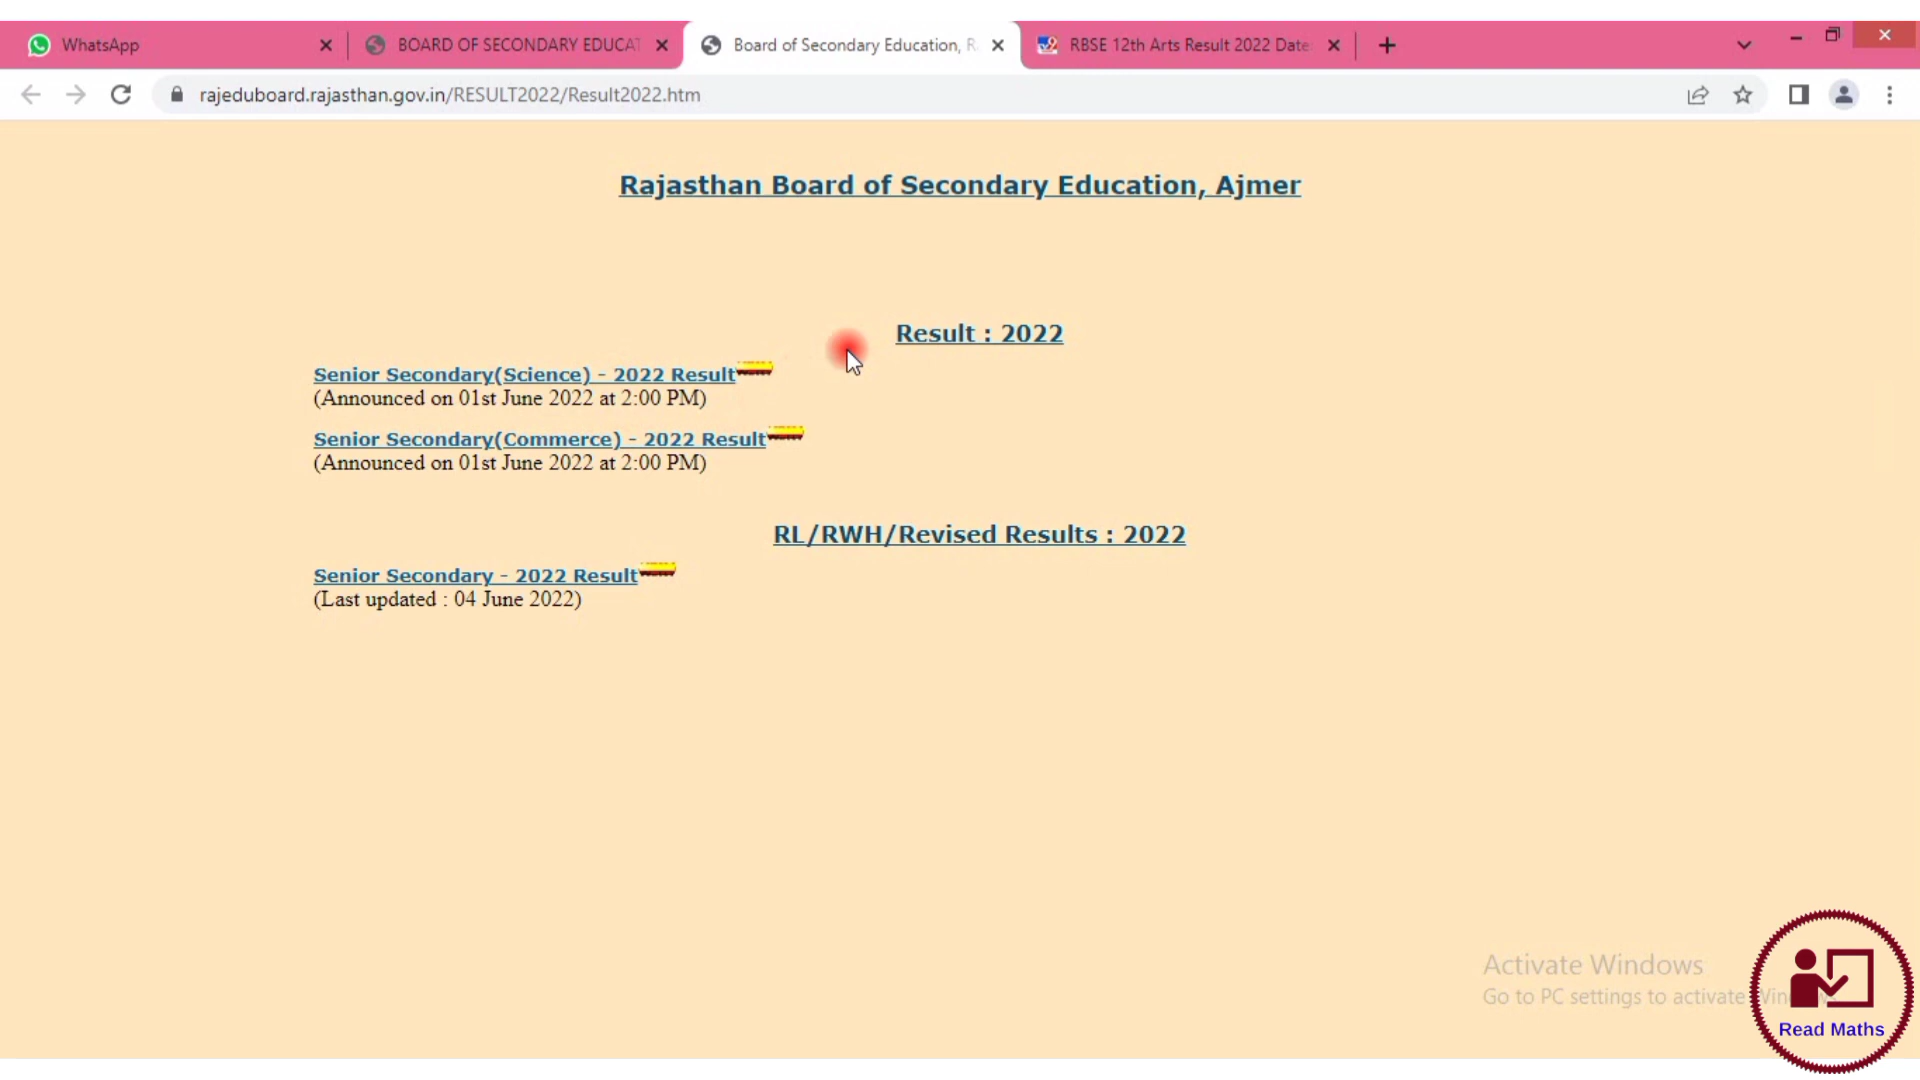 WhatsApp
BOARD OF SECONDARY EDUCAT
Board of Secondary Education, R
RBSE 12th Arts Result 2022 Date
rajeduboard.rajasthan.gov.in/RESULT2022/Result2022.htm
Rajasthan Board of Secondary Education, Ajmer
Result : 2022
Senior Secondary(Science) - 2022 Result
(Announced on 01st June 2022 at 2:00 PM)
Senior Secondary(Commerce) - 2022 Result
(Announced on 01st June 2022 at 2:00 PM)
RL/RWH/Revised Results : 2022
Senior Secondary - 2022 Result
(Last updated : 04 June 2022)
Activate Windows
Go to PC settings to activate
Read Maths